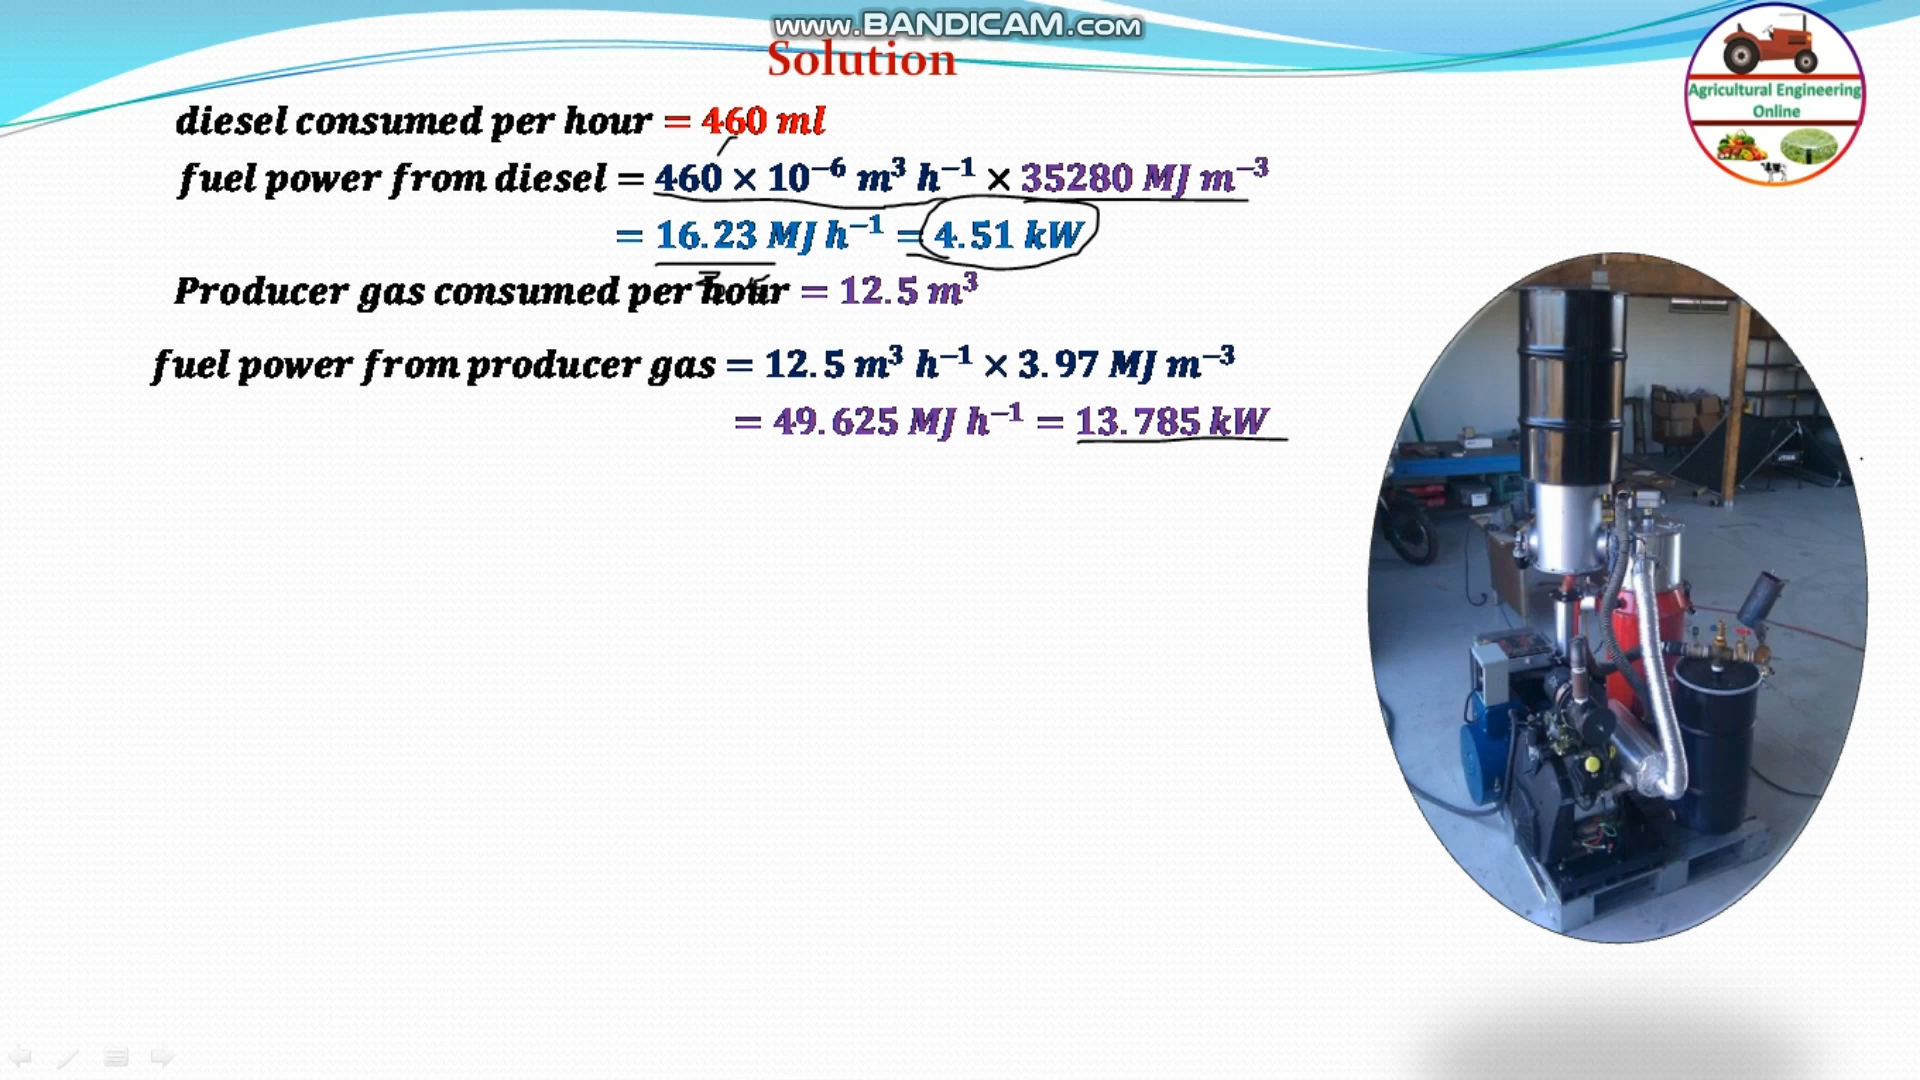 www.BANDICAM.com
Solution
Agricultural Engineering
Online
diesel consumed per hour = 460 ml
fuel power from diesel = 460 × 10⁻⁶ m³ h⁻¹ × 35280 MJ m⁻³
= 16.23 MJ h⁻¹ = 4.51 kW
Producer gas consumed per hour = 12.5 m³
fuel power from producer gas = 12.5 m³ h⁻¹ × 3.97 MJ m⁻³
= 49.625 MJ h⁻¹ = 13.785 kW